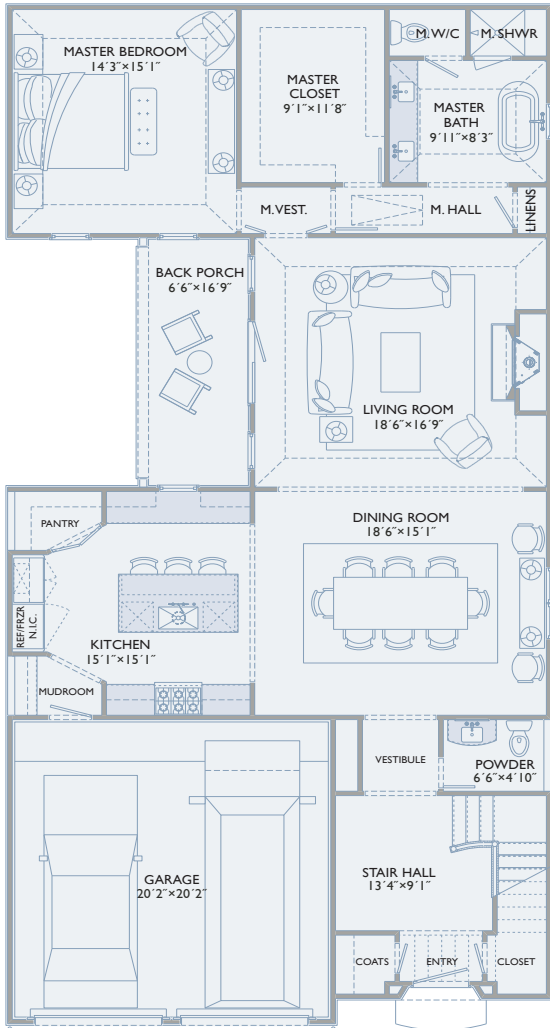 MASTER BEDROOM
14´3˝×15´1˝
MASTER
CLOSET
9´1˝×11´8˝
M.W/C
M.SHWR
MASTER
BATH
9´11˝×8´3˝
M.VEST.
M. HALL
LINENS
BACK PORCH
6´6˝×16´9˝
LIVING ROOM
18´6˝×16´9˝
PANTRY
DINING ROOM
18´6˝×15´1˝
REF/FRZR
N.I.C.
KITCHEN
15´1˝×15´1˝
MUDROOM
VESTIBULE
POWDER
6´6˝×4´10˝
GARAGE
20´2˝×20´2˝
STAIR HALL
13´4˝×9´1˝
COATS
ENTRY
CLOSET